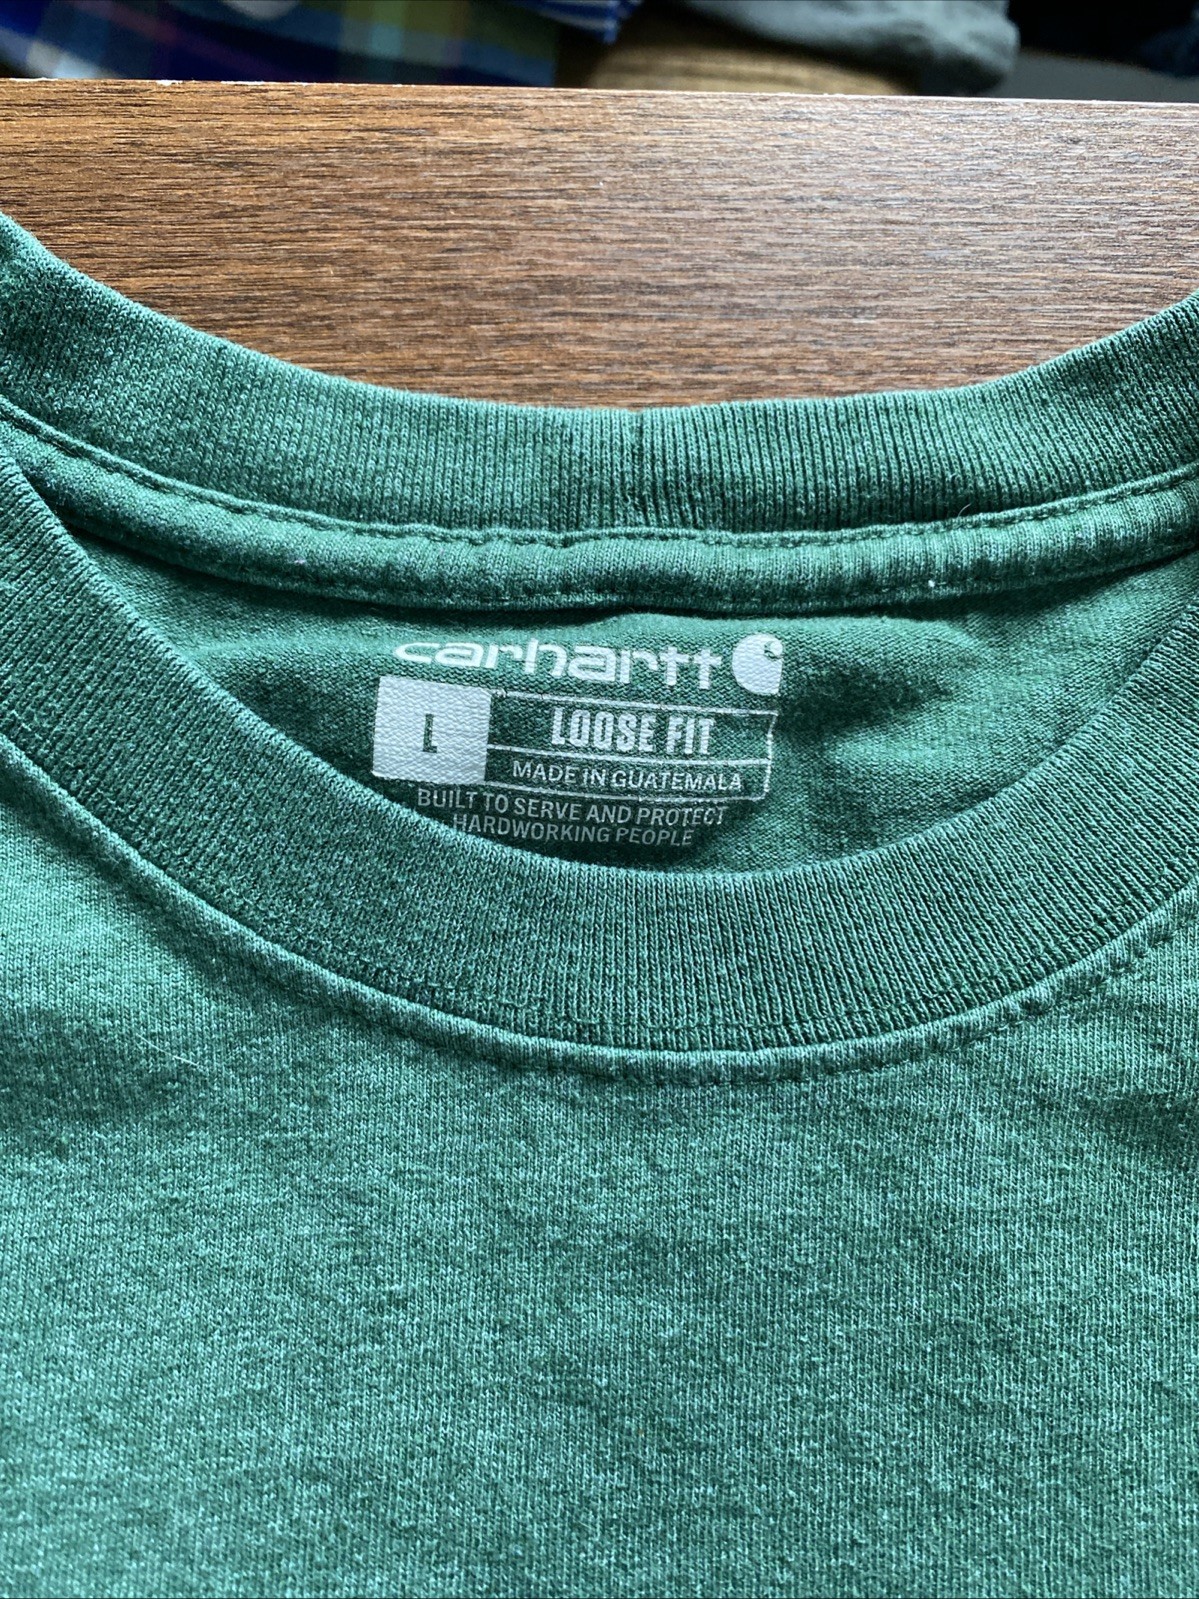 carhartt
L
LOOSE FIT
MADE IN GUATEMALA
BUILT TO SERVE AND PROTECT
HARDWORKING PEOPLE